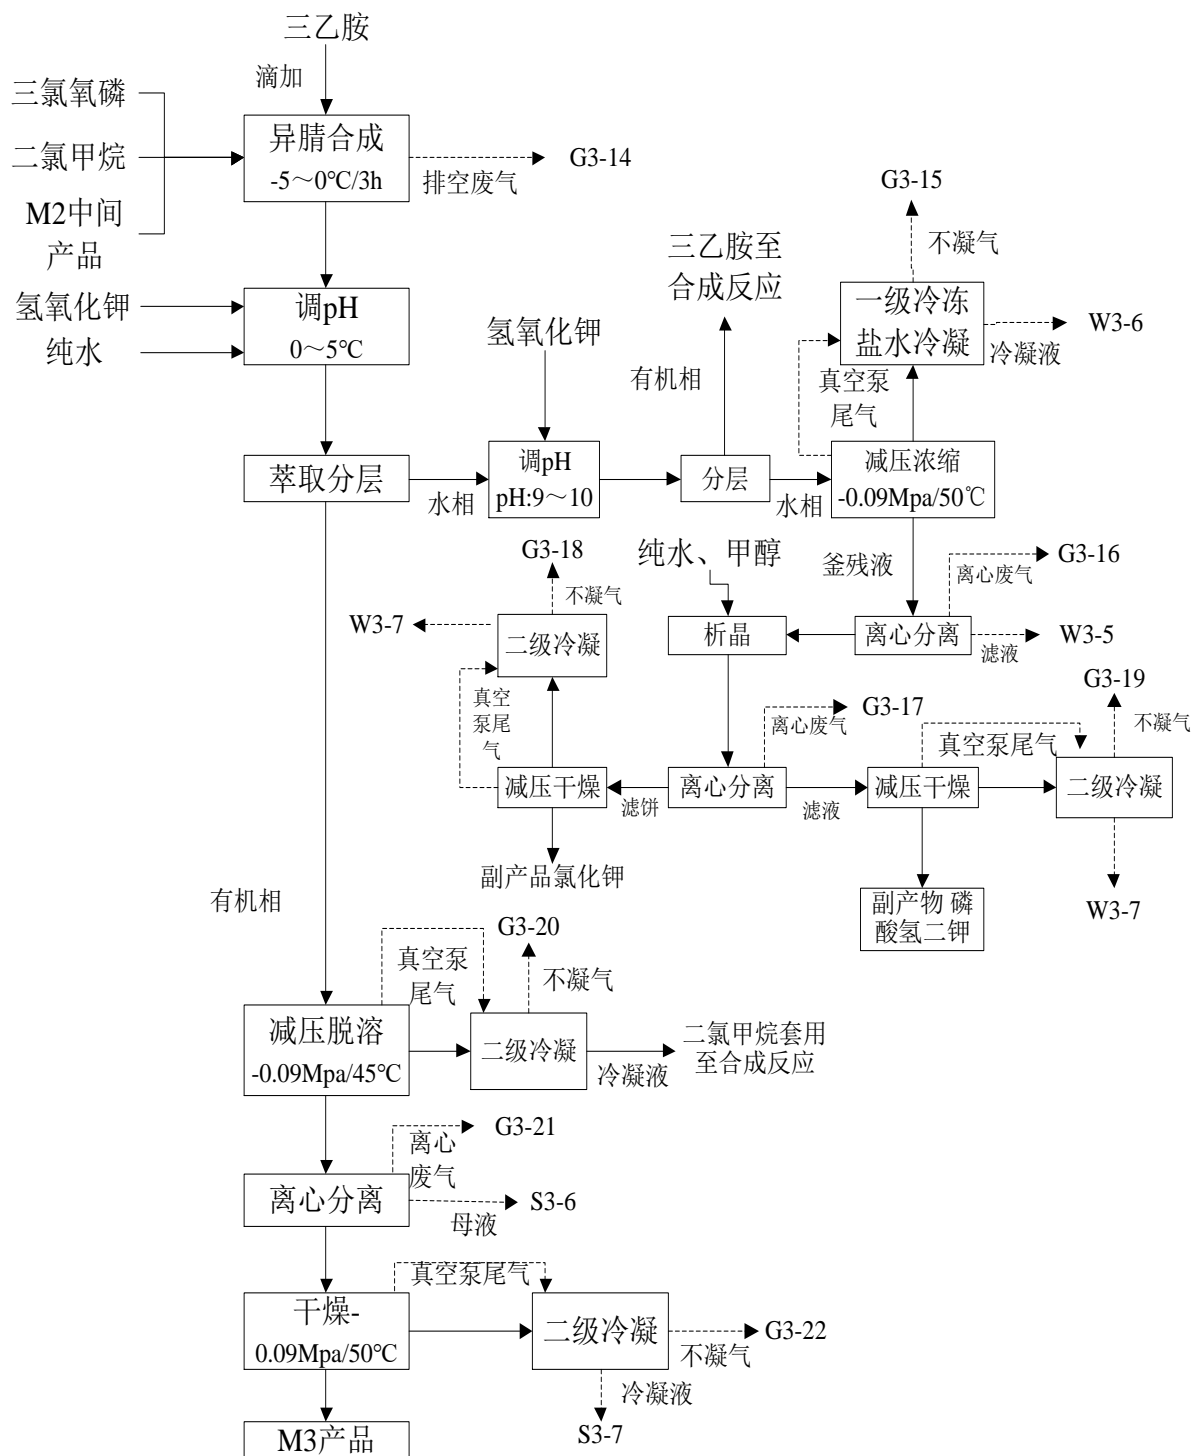 三乙胺
滴加
三氯氧磷
二氯甲烷
M2中间
产品
异腈合成
-5～0℃/3h
排空废气
G3-14
氢氧化钾
纯水
调pH
0～5℃
G3-15
不凝气
三乙胺至
合成反应
一级冷冻
盐水冷凝
W3-6
冷凝液
氢氧化钾
有机相
真空泵
尾气
萃取分层
水相
调pH
pH:9～10
分层
水相
减压浓缩
-0.09Mpa/50℃
G3-18
不凝气
纯水、甲醇
釜残液
G3-16
离心废气
W3-7
二级冷凝
析晶
离心分离
W3-5
滤液
真空
泵尾
气
G3-17
离心废气
G3-19
不凝气
真空泵尾气
减压干燥
滤饼
离心分离
滤液
减压干燥
二级冷凝
副产品氯化钾
副产物 磷
酸氢二钾
W3-7
有机相
G3-20
真空泵
尾气
不凝气
减压脱溶
-0.09Mpa/45℃
二级冷凝
冷凝液
二氯甲烷套用
至合成反应
G3-21
离心
废气
离心分离
S3-6
母液
真空泵尾气
干燥-
0.09Mpa/50℃
二级冷凝
G3-22
不凝气
冷凝液
S3-7
M3产品